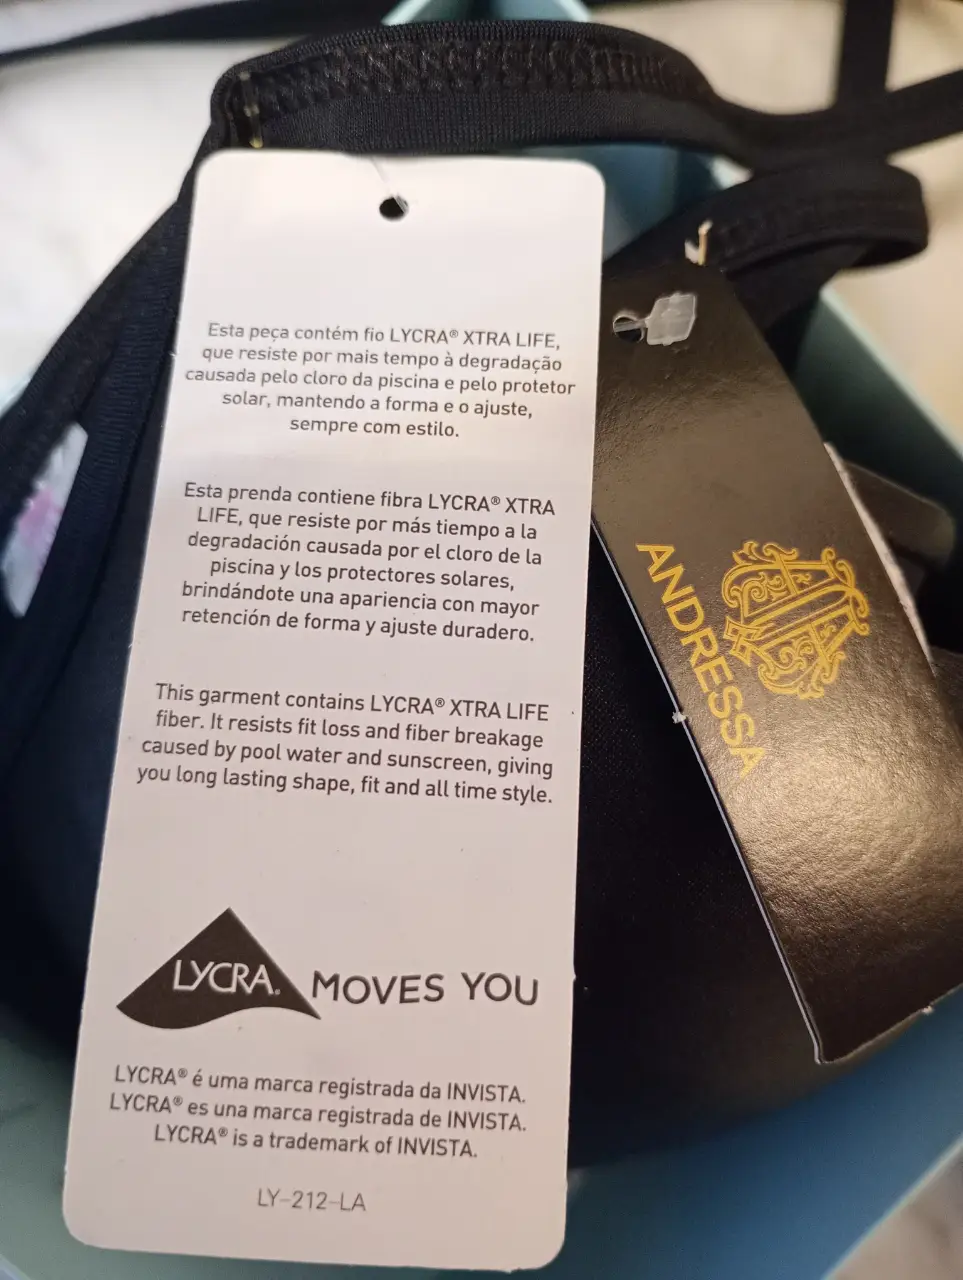 Esta peça contém fio LYCRA® XTRA LIFE,
que resiste por mais tempo à degradação
causada pelo cloro da piscina e pelo protetor
solar, mantendo a forma e o ajuste,
sempre com estilo.
Esta prenda contiene fibra LYCRA® XTRA
LIFE, que resiste por más tiempo a la
degradación causada por el cloro de la
piscina y los protectores solares,
brindándote una apariencia con mayor
retención de forma y ajuste duradero.
This garment contains LYCRA® XTRA LIFE
fiber. It resists fit loss and fiber breakage
caused by pool water and sunscreen, giving
you long lasting shape, fit and all time style.
LYCRA® MOVES YOU
LYCRA® é uma marca registrada da INVISTA.
LYCRA® es una marca registrada de INVISTA.
LYCRA® is a trademark of INVISTA.
LY-212-LA
ANDRESSA